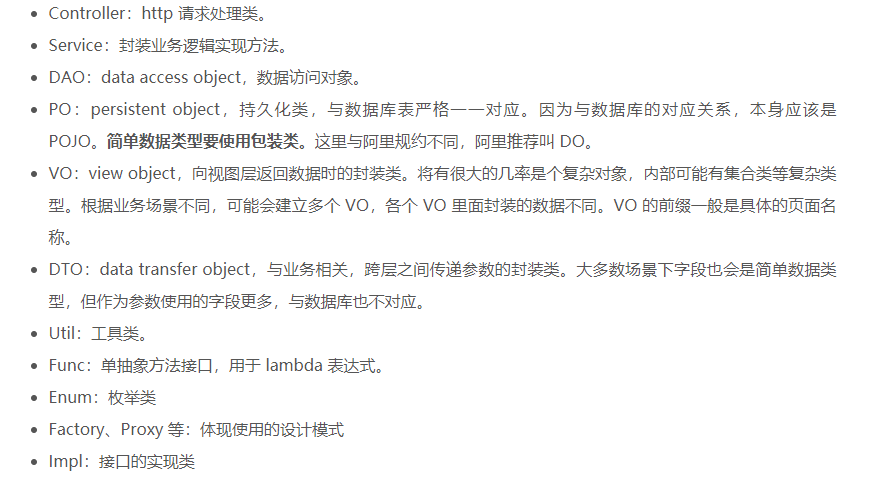 Controller：http 请求处理类。
Service：封装业务逻辑实现方法。
DAO：data access object，数据访问对象。
PO：persistent object，持久化类，与数据库表严格一一对应。因为与数据库的对应关系，本身应该是
POJO。简单数据类型要使用包装类。这里与阿里规约不同，阿里推荐叫 DO。
VO：view object，向视图层返回数据时的封装类。将有很大的几率是个复杂对象，内部可能有集合类等复杂类
型。根据业务场景不同，可能会建立多个 VO，各个 VO 里面封装的数据不同。VO 的前缀一般是具体的页面名
称。
DTO：data transfer object，与业务相关，跨层之间传递参数的封装类。大多数场景下字段也会是简单数据类
型，但作为参数使用的字段更多，与数据库也不对应。
Util：工具类。
Func：单抽象方法接口，用于 lambda 表达式。
Enum：枚举类
Factory、Proxy 等：体现使用的设计模式
Impl：接口的实现类